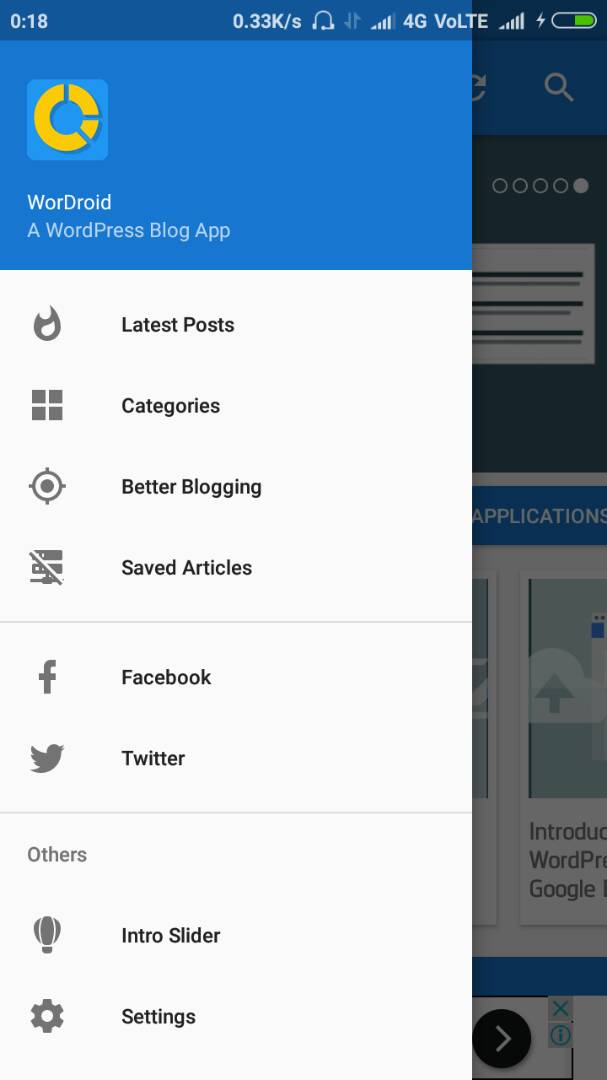 0:18
0.33K/s 4G VoLTE
WorDroid
A WordPress Blog App
Latest Posts
Categories
Better Blogging
Saved Articles
APPLICATIONS
Facebook
Twitter
Introduc
WordPre
Google
Others
Intro Slider
Settings